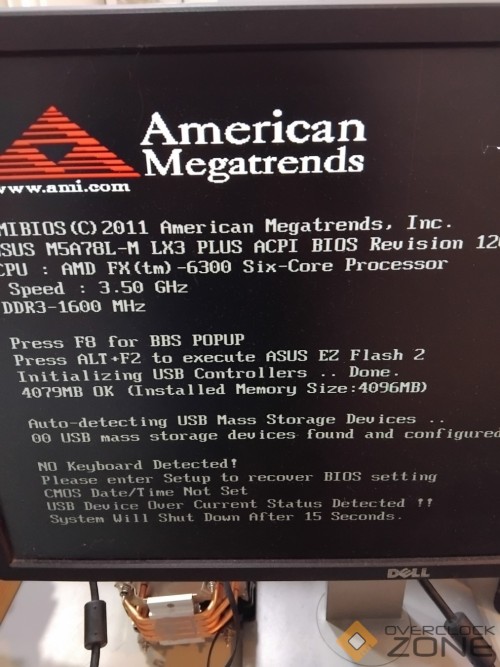 American
Megatrends
www.ami.com
MIBIOS(C)2011 American Megatrends, Inc.
ASUS M5A78L-M LX3 PLUS ACPI BIOS Revision 120
CPU : AMD FX(tm)-6300 Six-Core Processor
Speed : 3.50 GHz
DDR3-1600 MHz
Press F8 for BBS POPUP
Press ALT+F2 to execute ASUS EZ Flash 2
Initializing USB Controllers .. Done.
4079MB OK (Installed Memory Size:4096MB)
Auto-detecting USB Mass Storage Devices ..
00 USB mass storage devices found and configured
NO Keyboard Detected!
Please enter Setup to recover BIOS setting
CMOS Date/Time Not Set
USB Device Over Current Status Detected !!
System Will Shut Down After 15 Seconds.
DELL
OVERCLOCK
ZONE